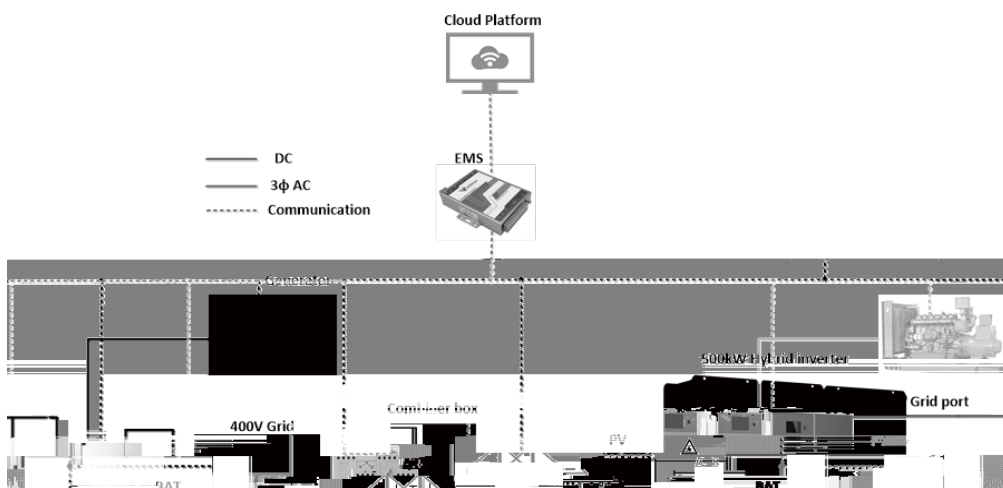 Cloud Platform
EMS
DC
3ϕ AC
Communication
Generator
500kW Hybrid inverter
Grid port
Combiner box
400V Grid
PV
BAT
BAT